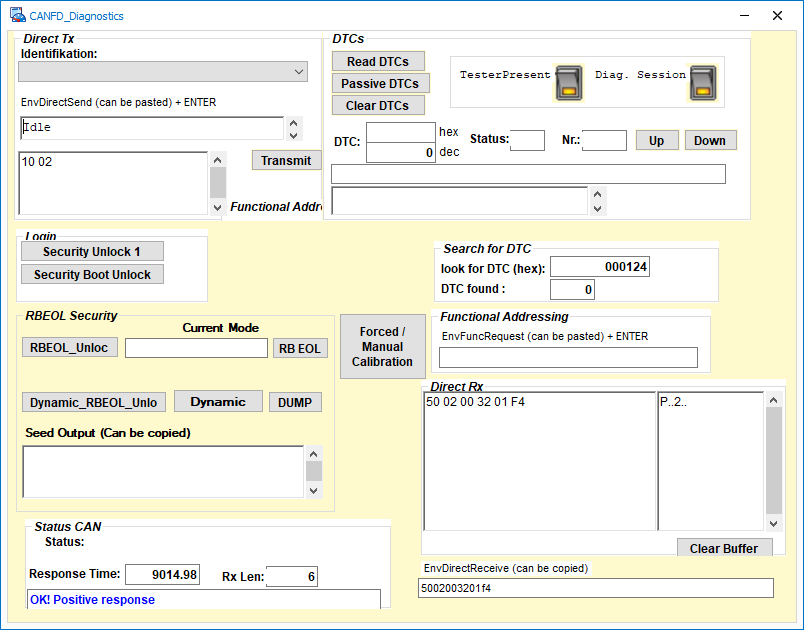 CANFD_Diagnostics
Direct Tx
Identifikation:
EnvDirectSend (can be pasted) + ENTER
Idle
10 02
Transmit
Functional Addr
DTCs
Read DTCs
Passive DTCs
Clear DTCs
TesterPresent
Diag. Session
DTC:
hex
0 dec
Status:
Nr.:
Up
Down
Login
Security Unlock 1
Security Boot Unlock
Search for DTC
look for DTC (hex): 000124
DTC found : 0
RBEOL Security
Current Mode
RBEOL_Unloc
RB EOL
Dynamic_RBEOL_Unlo
Dynamic
DUMP
Seed Output (Can be copied)
Forced /
Manual
Calibration
Functional Addressing
EnvFuncRequest (can be pasted) + ENTER
Direct Rx
50 02 00 32 01 F4
P..2..
Clear Buffer
EnvDirectReceive (can be copied)
5002003201f4
Status CAN
Status:
Response Time: 9014.98
Rx Len: 6
OK! Positive response